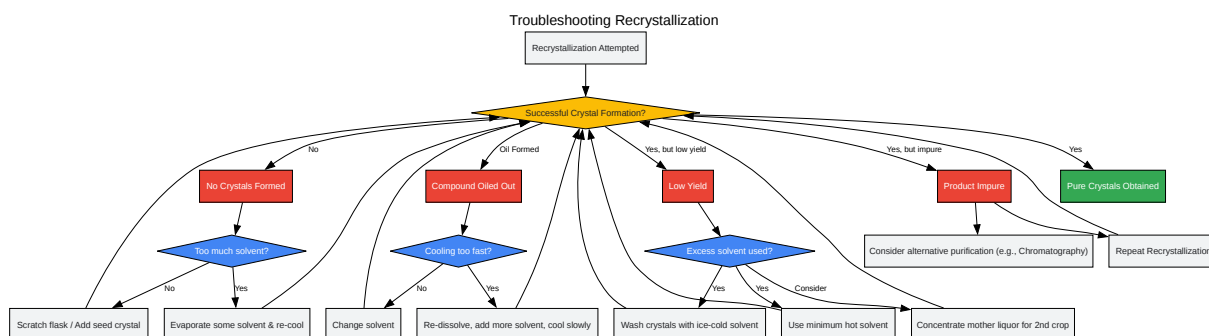 Troubleshooting Recrystallization
Recrystallization Attempted
Successful Crystal Formation?
No
Oil Formed
Yes, but low yield
Yes, but impure
Yes
No Crystals Formed
Compound Oiled Out
Low Yield
Product Impure
Pure Crystals Obtained
Too much solvent?
Cooling too fast?
Excess solvent used?
Consider alternative purification (e.g., Chromatography)
Repeat Recrystallization
No
Yes
No
Yes
Yes
Yes
Consider
Scratch flask / Add seed crystal
Evaporate some solvent & re-cool
Change solvent
Re-dissolve, add more solvent, cool slowly
Wash crystals with ice-cold solvent
Use minimum hot solvent
Concentrate mother liquor for 2nd crop